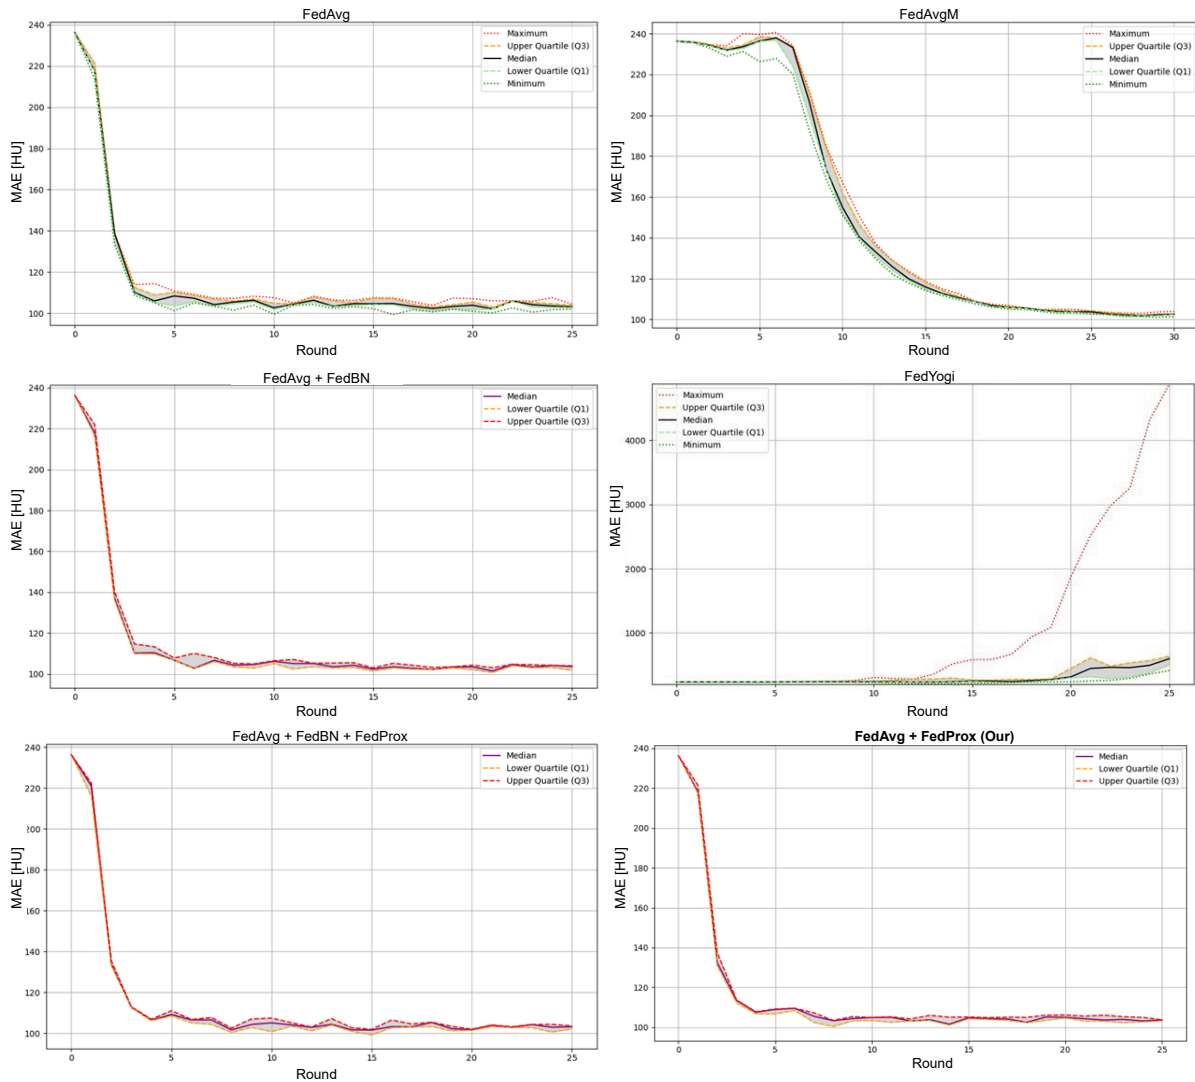 FedAvg
240
220
200
180
160
140
120
100
0
5
10
15
20
25
MAE [HU]
Round
Maximum
Upper Quartile (Q3)
Median
Lower Quartile (Q1)
Minimum
FedAvgM
240
220
200
180
160
140
120
100
0
5
10
15
20
25
30
MAE [HU]
Round
Maximum
Upper Quartile (Q3)
Median
Lower Quartile (Q1)
Minimum
FedAvg + FedBN
240
220
200
180
160
140
120
100
0
5
10
15
20
25
MAE [HU]
Round
Median
Lower Quartile (Q1)
Upper Quartile (Q3)
FedYogi
4000
3000
2000
1000
0
5
10
15
20
25
MAE [HU]
Round
Maximum
Upper Quartile (Q3)
Median
Lower Quartile (Q1)
Minimum
FedAvg + FedBN + FedProx
240
220
200
180
160
140
120
100
0
5
10
15
20
25
MAE [HU]
Round
Median
Lower Quartile (Q1)
Upper Quartile (Q3)
FedAvg + FedProx (Our)
240
220
200
180
160
140
120
100
0
5
10
15
20
25
MAE [HU]
Round
Median
Lower Quartile (Q1)
Upper Quartile (Q3)